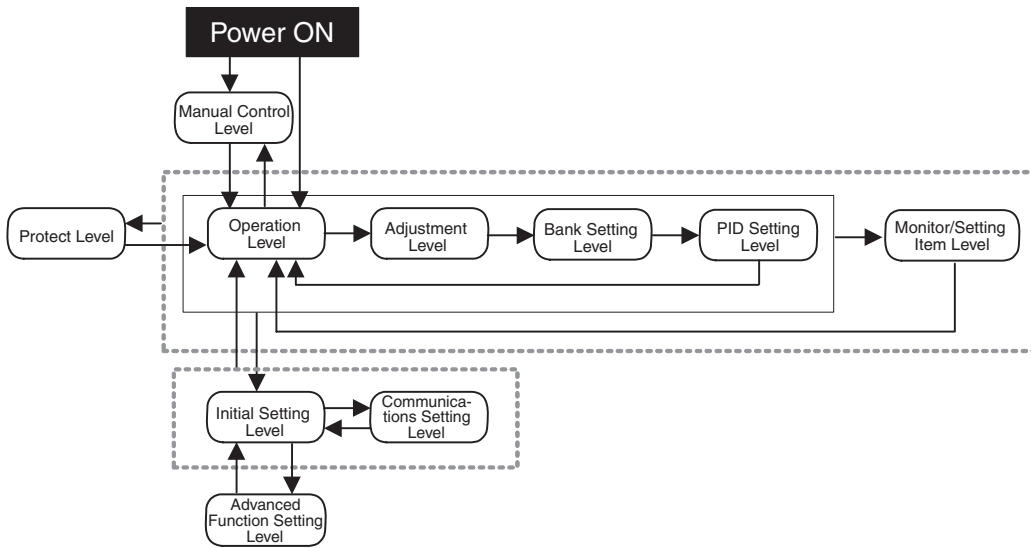 Power ON
Manual Control
Level
Protect Level
Operation
Level
Adjustment
Level
Bank Setting
Level
PID Setting
Level
Monitor/Setting
Item Level
Initial Setting
Level
Communica-
tions Setting
Level
Advanced
Function Setting
Level